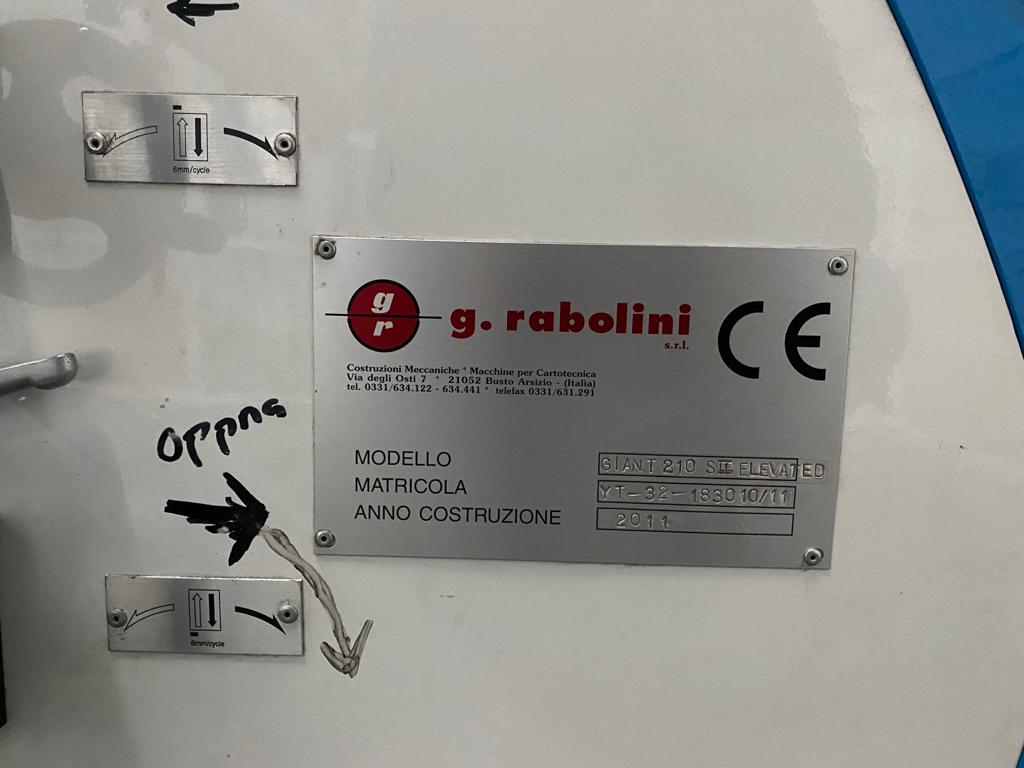 6mm/cycle
gr
g. rabolini
s.r.l.
CE
Costruzioni Meccaniche * Macchine per Cartotecnica
Via degli Osti 7 * 21052 Busto Arsizio - (Italia)
tel. 0331/634.122 - 634.441 * telefax 0331/631.291
oppna
MODELLO GIANT 210 SII ELEVATED
MATRICOLA YT-32-183010/11
ANNO COSTRUZIONE 2011
6mm/cycle